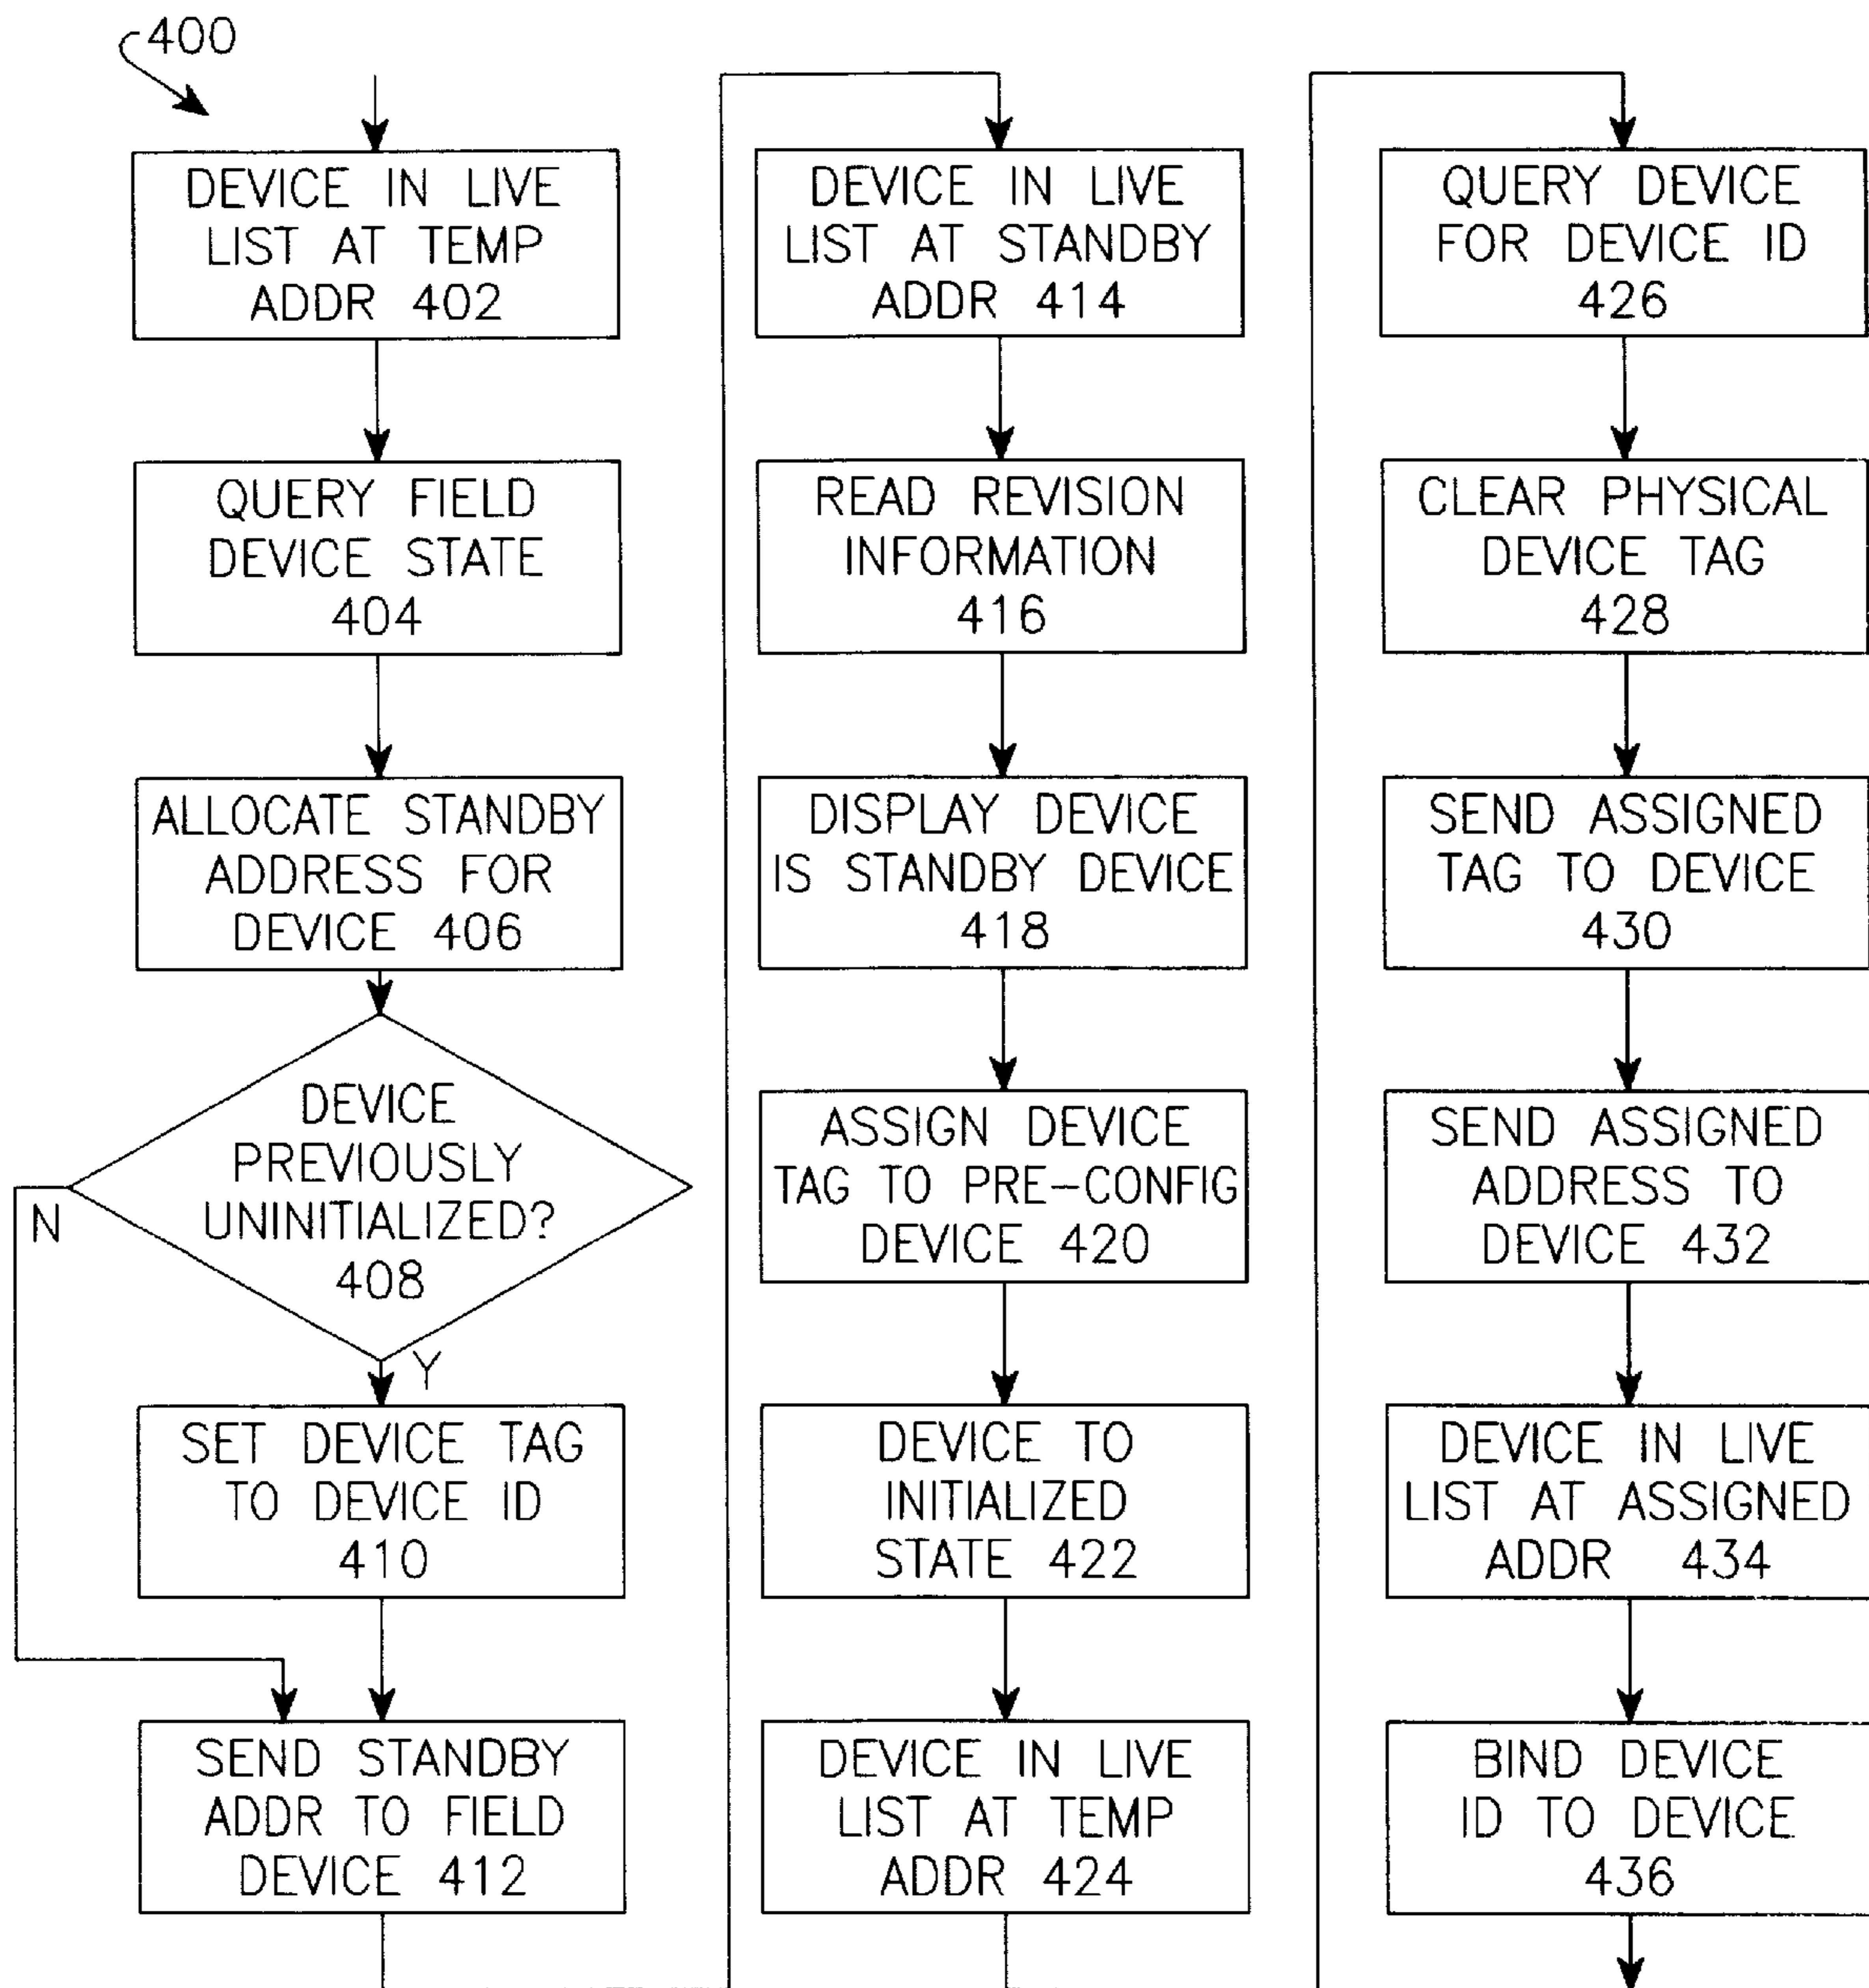 400
DEVICE IN LIVE
LIST AT TEMP
ADDR 402
QUERY FIELD
DEVICE STATE
404
ALLOCATE STANDBY
ADDRESS FOR
DEVICE 406
DEVICE
PREVIOUSLY
UNINITIALIZED?
408
N
Y
SET DEVICE TAG
TO DEVICE ID
410
SEND STANDBY
ADDR TO FIELD
DEVICE 412
DEVICE IN LIVE
LIST AT STANDBY
ADDR 414
READ REVISION
INFORMATION
416
DISPLAY DEVICE
IS STANDBY DEVICE
418
ASSIGN DEVICE
TAG TO PRE-CONFIG
DEVICE 420
DEVICE TO
INITIALIZED
STATE 422
DEVICE IN LIVE
LIST AT TEMP
ADDR 424
QUERY DEVICE
FOR DEVICE ID
426
CLEAR PHYSICAL
DEVICE TAG
428
SEND ASSIGNED
TAG TO DEVICE
430
SEND ASSIGNED
ADDRESS TO
DEVICE 432
DEVICE IN LIVE
LIST AT ASSIGNED
ADDR 434
BIND DEVICE
ID TO DEVICE
436